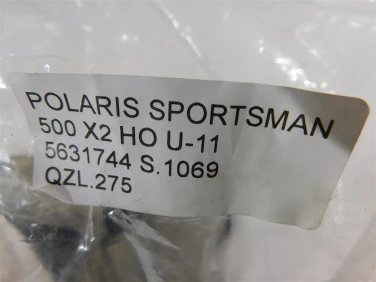 POLARIS SPORTSMAN
500 X2 HO U-11
5631744 S.1069
QZL.275